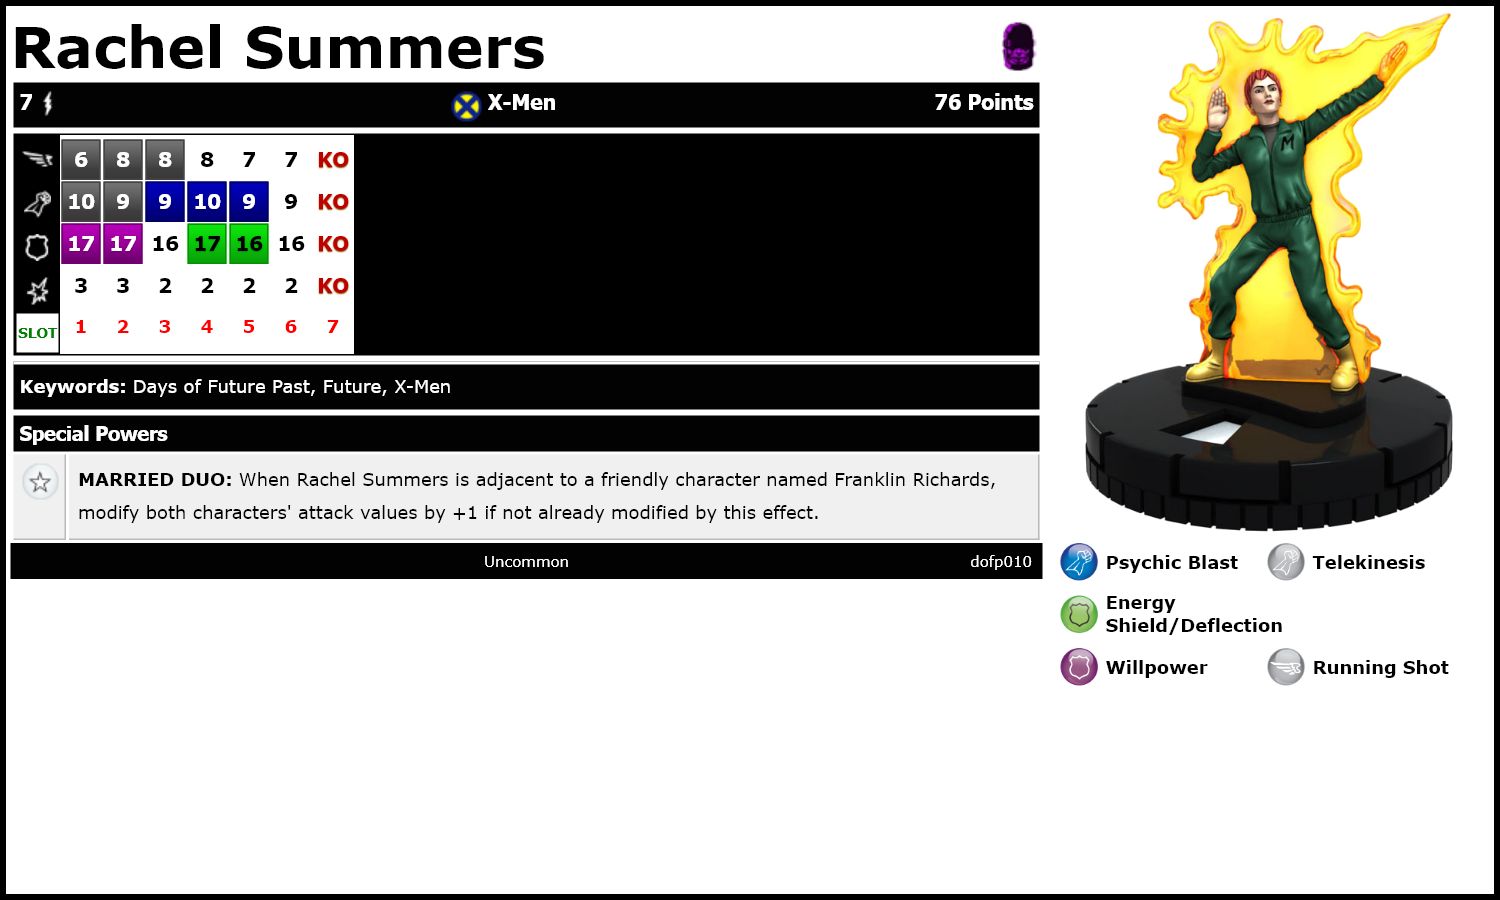 Rachel Summers
7 X-Men 76 Points
6 8 8 8 7 7 KO
10 9 9 10 9 9 KO
17 17 16 17 16 16 KO
3 3 2 2 2 2 KO
SLOT 1 2 3 4 5 6 7
Keywords: Days of Future Past, Future, X-Men
Special Powers
MARRIED DUO: When Rachel Summers is adjacent to a friendly character named Franklin Richards,
modify both characters' attack values by +1 if not already modified by this effect.
Uncommon dofp010
M
Psychic Blast Telekinesis
Energy
Shield/Deflection
Willpower Running Shot